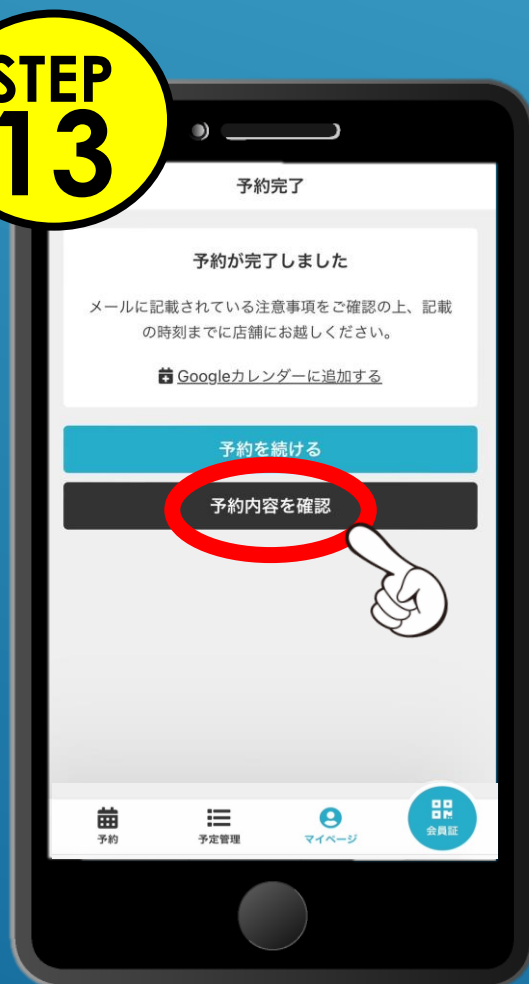 STEP
13
予約完了
予約が完了しました
メールに記載されている注意事項をご確認の上、記載
の時刻までに店舗にお越しください。
Googleカレンダーに追加する
予約を続ける
予約内容を確認
予約
予定管理
マイページ
会員証